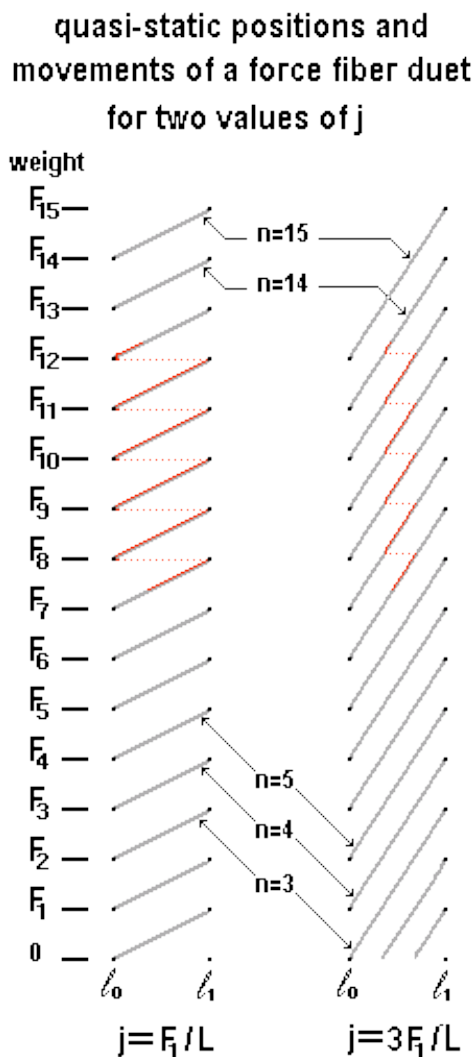 quasi-static positions and
movements of a force fiber duet
for two values of j
weight
F15
F14
n=15
n=14
F13
F12
F11
F10
F9
F8
F7
F6
F5
F4
n=5
F3
n=4
F2
n=3
F1
0
ℓ0 ℓ1 ℓ0 ℓ1
j=F1/L j=3F1/L